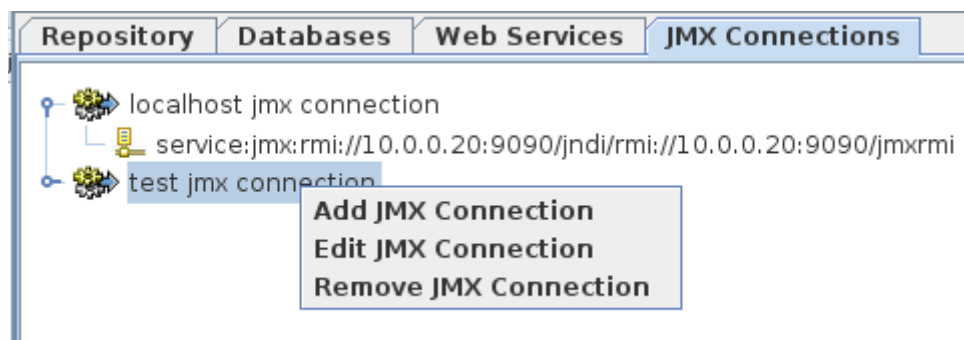 Repository Databases Web Services JMX Connections
localhost jmx connection
service:jmx:rmi://10.0.0.20:9090/jndi/rmi://10.0.0.20:9090/jmxrmi
test jmx connection
Add JMX Connection
Edit JMX Connection
Remove JMX Connection